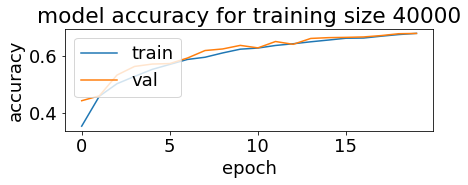 model accuracy for training size 40000
accuracy
0.6
0.4
train
val
0
5
10
15
epoch